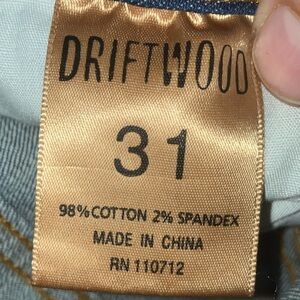 DRIFTWOOD
31
98% COTTON 2% SPANDEX
MADE IN CHINA
RN 110712